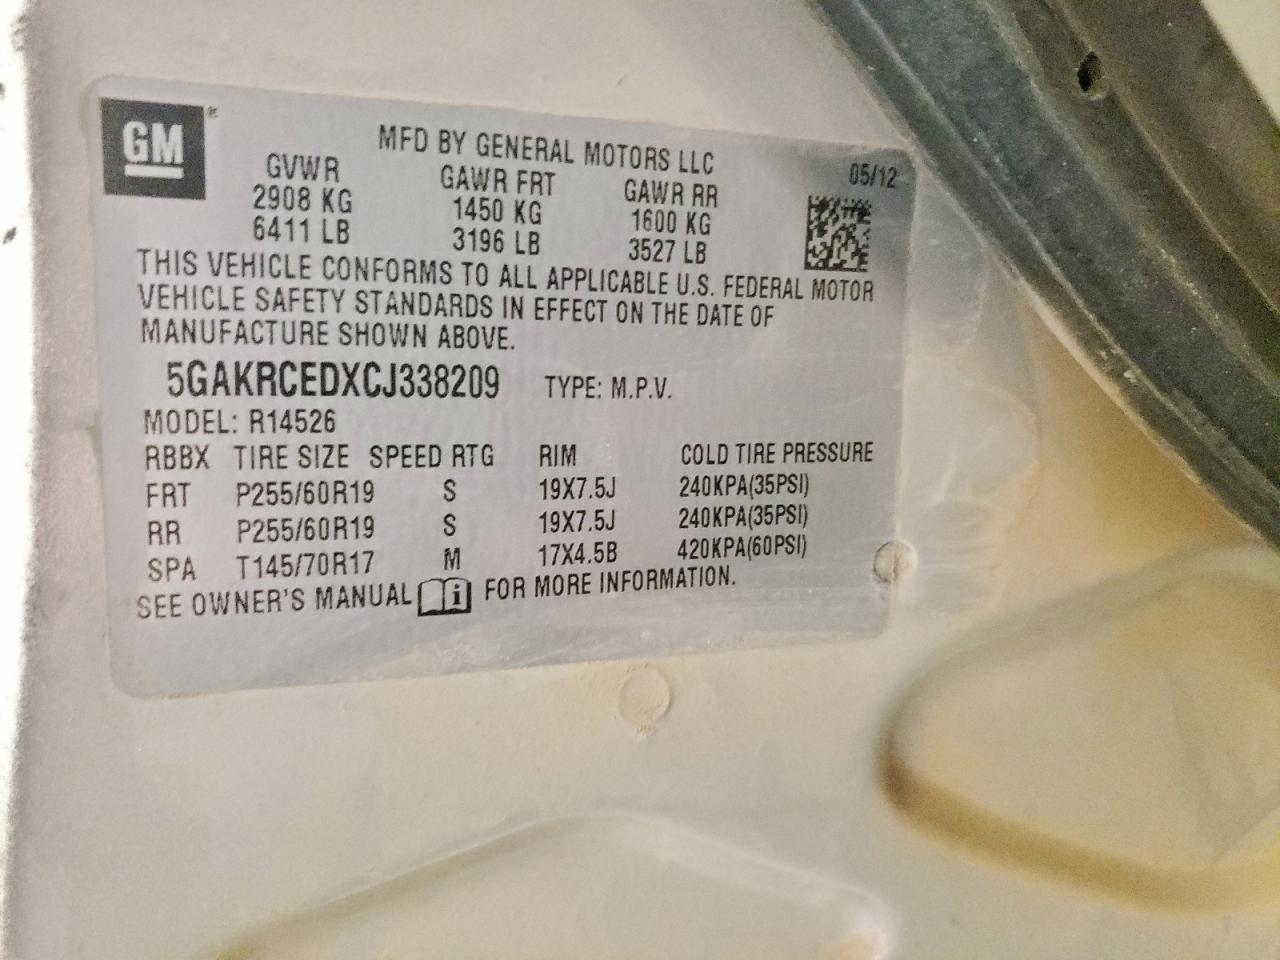 GM ®
MFD BY GENERAL MOTORS LLC
05/12
GVWR GAWR FRT GAWR RR
2908 KG 1450 KG 1600 KG
6411 LB 3196 LB 3527 LB
THIS VEHICLE CONFORMS TO ALL APPLICABLE U.S. FEDERAL MOTOR
VEHICLE SAFETY STANDARDS IN EFFECT ON THE DATE OF
MANUFACTURE SHOWN ABOVE.
5GAKRCEDXCJ338209 TYPE: M.P.V.
MODEL: R14526
RBBX TIRE SIZE SPEED RTG RIM COLD TIRE PRESSURE
FRT P255/60R19 S 19X7.5J 240KPA(35PSI)
RR P255/60R19 S 19X7.5J 240KPA(35PSI)
SPA T145/70R17 M 17X4.5B 420KPA(60PSI)
SEE OWNER'S MANUAL i FOR MORE INFORMATION.